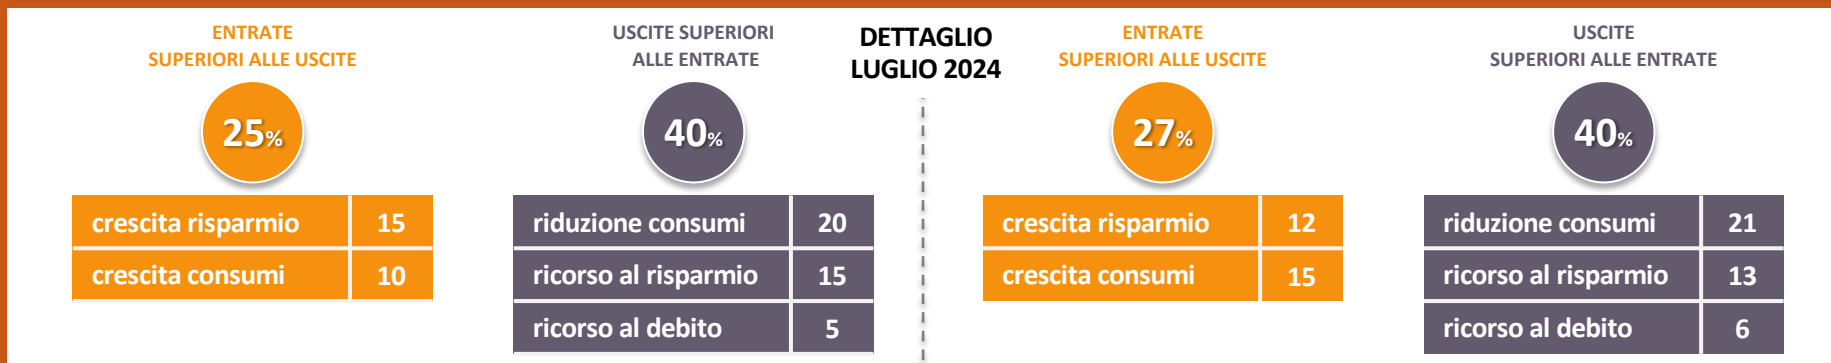 ENTRATE
SUPERIORI ALLE USCITE
25%
crescita risparmio 15
crescita consumi 10
USCITE SUPERIORI
ALLE ENTRATE
40%
riduzione consumi 20
ricorso al risparmio 15
ricorso al debito 5
DETTAGLIO
LUGLIO 2024
ENTRATE
SUPERIORI ALLE USCITE
27%
crescita risparmio 12
crescita consumi 15
USCITE
SUPERIORI ALLE ENTRATE
40%
riduzione consumi 21
ricorso al risparmio 13
ricorso al debito 6